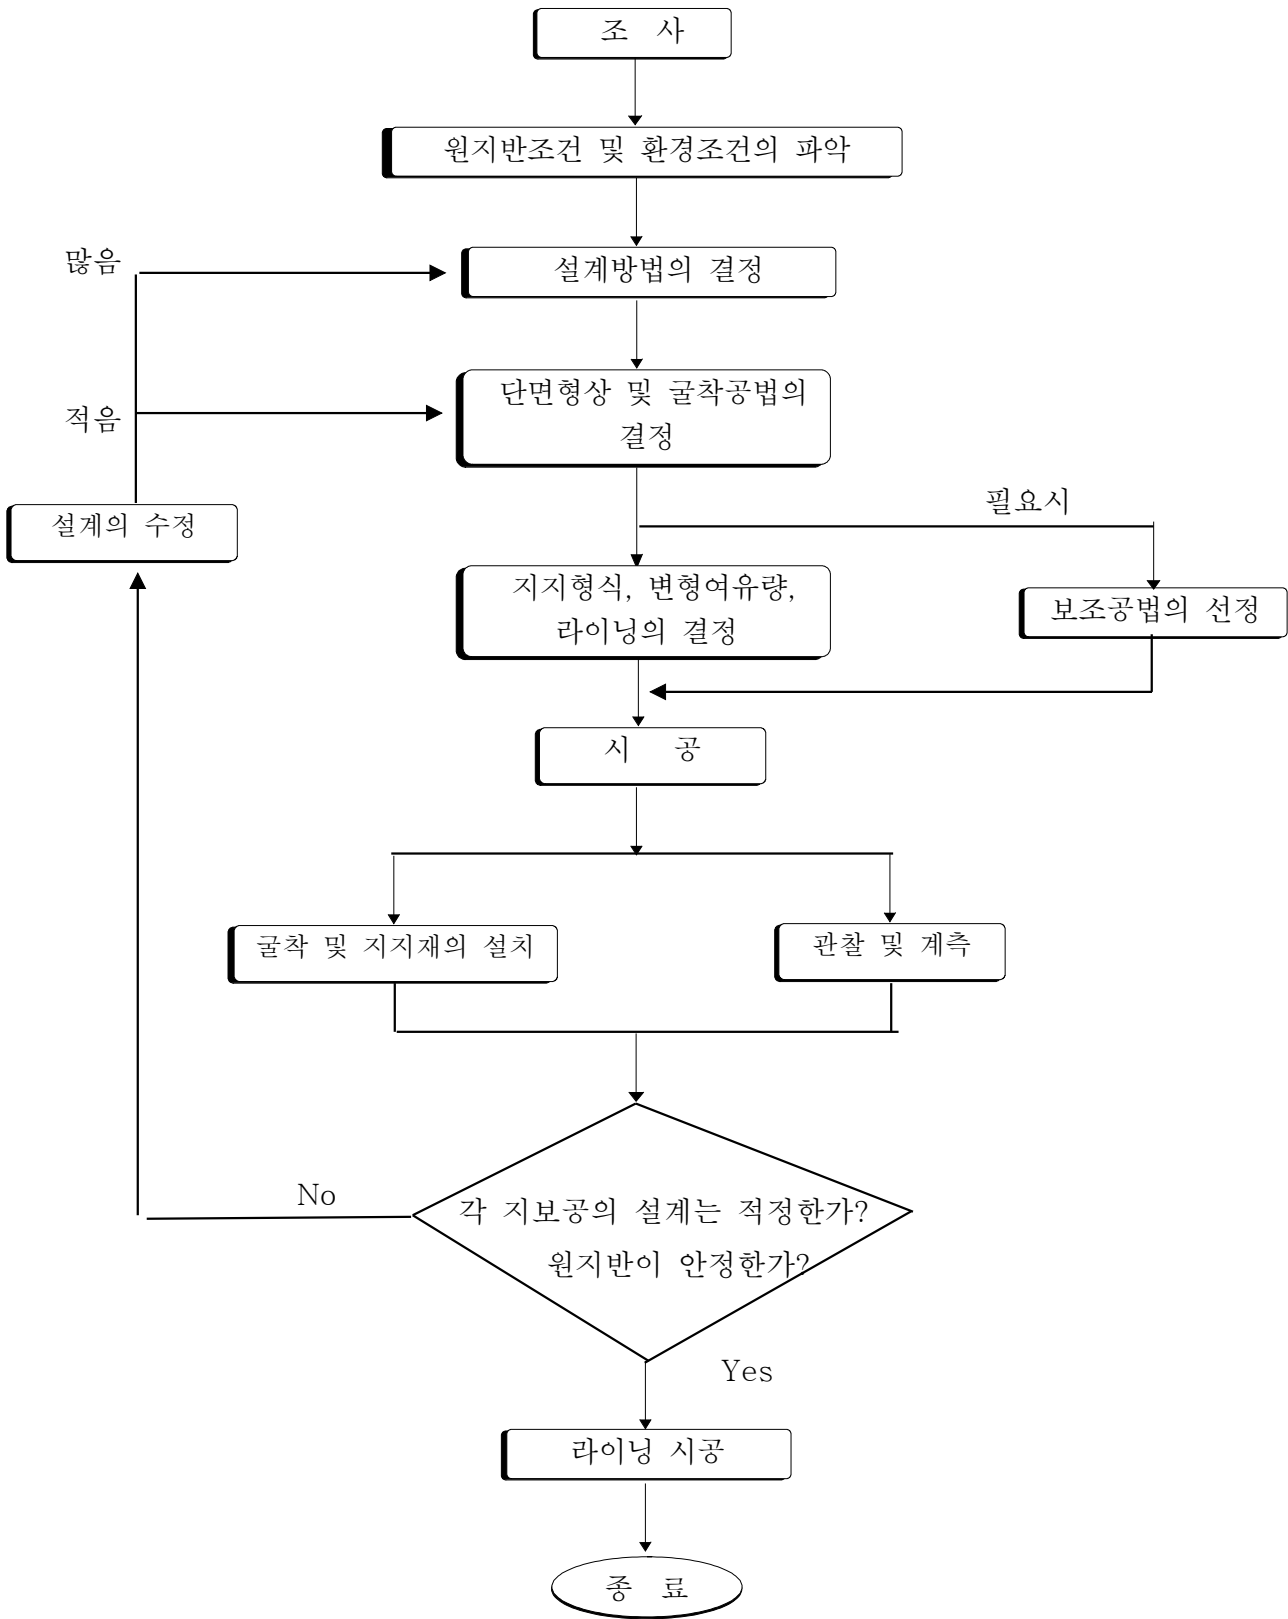 조 사
원지반조건 및 환경조건의 파악
많음
설계방법의 결정
단면형상 및 굴착공법의
결정
적음
필요시
설계의 수정
지지형식, 변형여유량,
라이닝의 결정
보조공법의 선정
시 공
굴착 및 지지재의 설치
관찰 및 계측
No
각 지보공의 설계는 적정한가?
원지반이 안정한가?
Yes
라이닝 시공
종 료